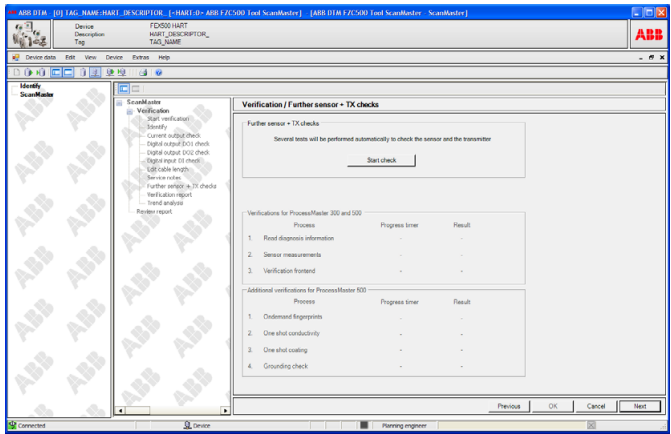 ABB DTM [0] TAG_NAME:HART_DESCRIPTOR_[<HART:0> ABB EZC500 Tool ScanMaster] [ABB DTM EZC500 Tool ScanMaster - ScanMaster]
Device FEX500 HART
Description HART_DESCRIPTOR_
Tag TAG_NAME
ABB
Device data Edit View Device Extras Help
Identify
ScanMaster
ScanMaster
Verification
Start verification
Identify
Current output check
Digital output DO1 check
Digital output DO2 check
Digital input DI check
Edit cable length
Service notes
Further sensor + TX checks
Verification report
Trend analyse
Review report
Verification / Further sensor + TX checks
Further sensor + TX checks
Several tests will be performed automatically to check the sensor and the transmitter
Start check
Verifications for ProcessMaster 300 and 500
Process Progress timer Result
1. Read diagnosis information - -
2. Sensor measurements - -
3. Verification frontend - -
Additional verifications for ProcessMaster 500
Process Progress timer Result
1. Ondemand fingerprints - -
2. One shot conductivity - -
3. One shot coating - -
4. Grounding check - -
Previous OK Cancel Next
Connected Device Planning engineer